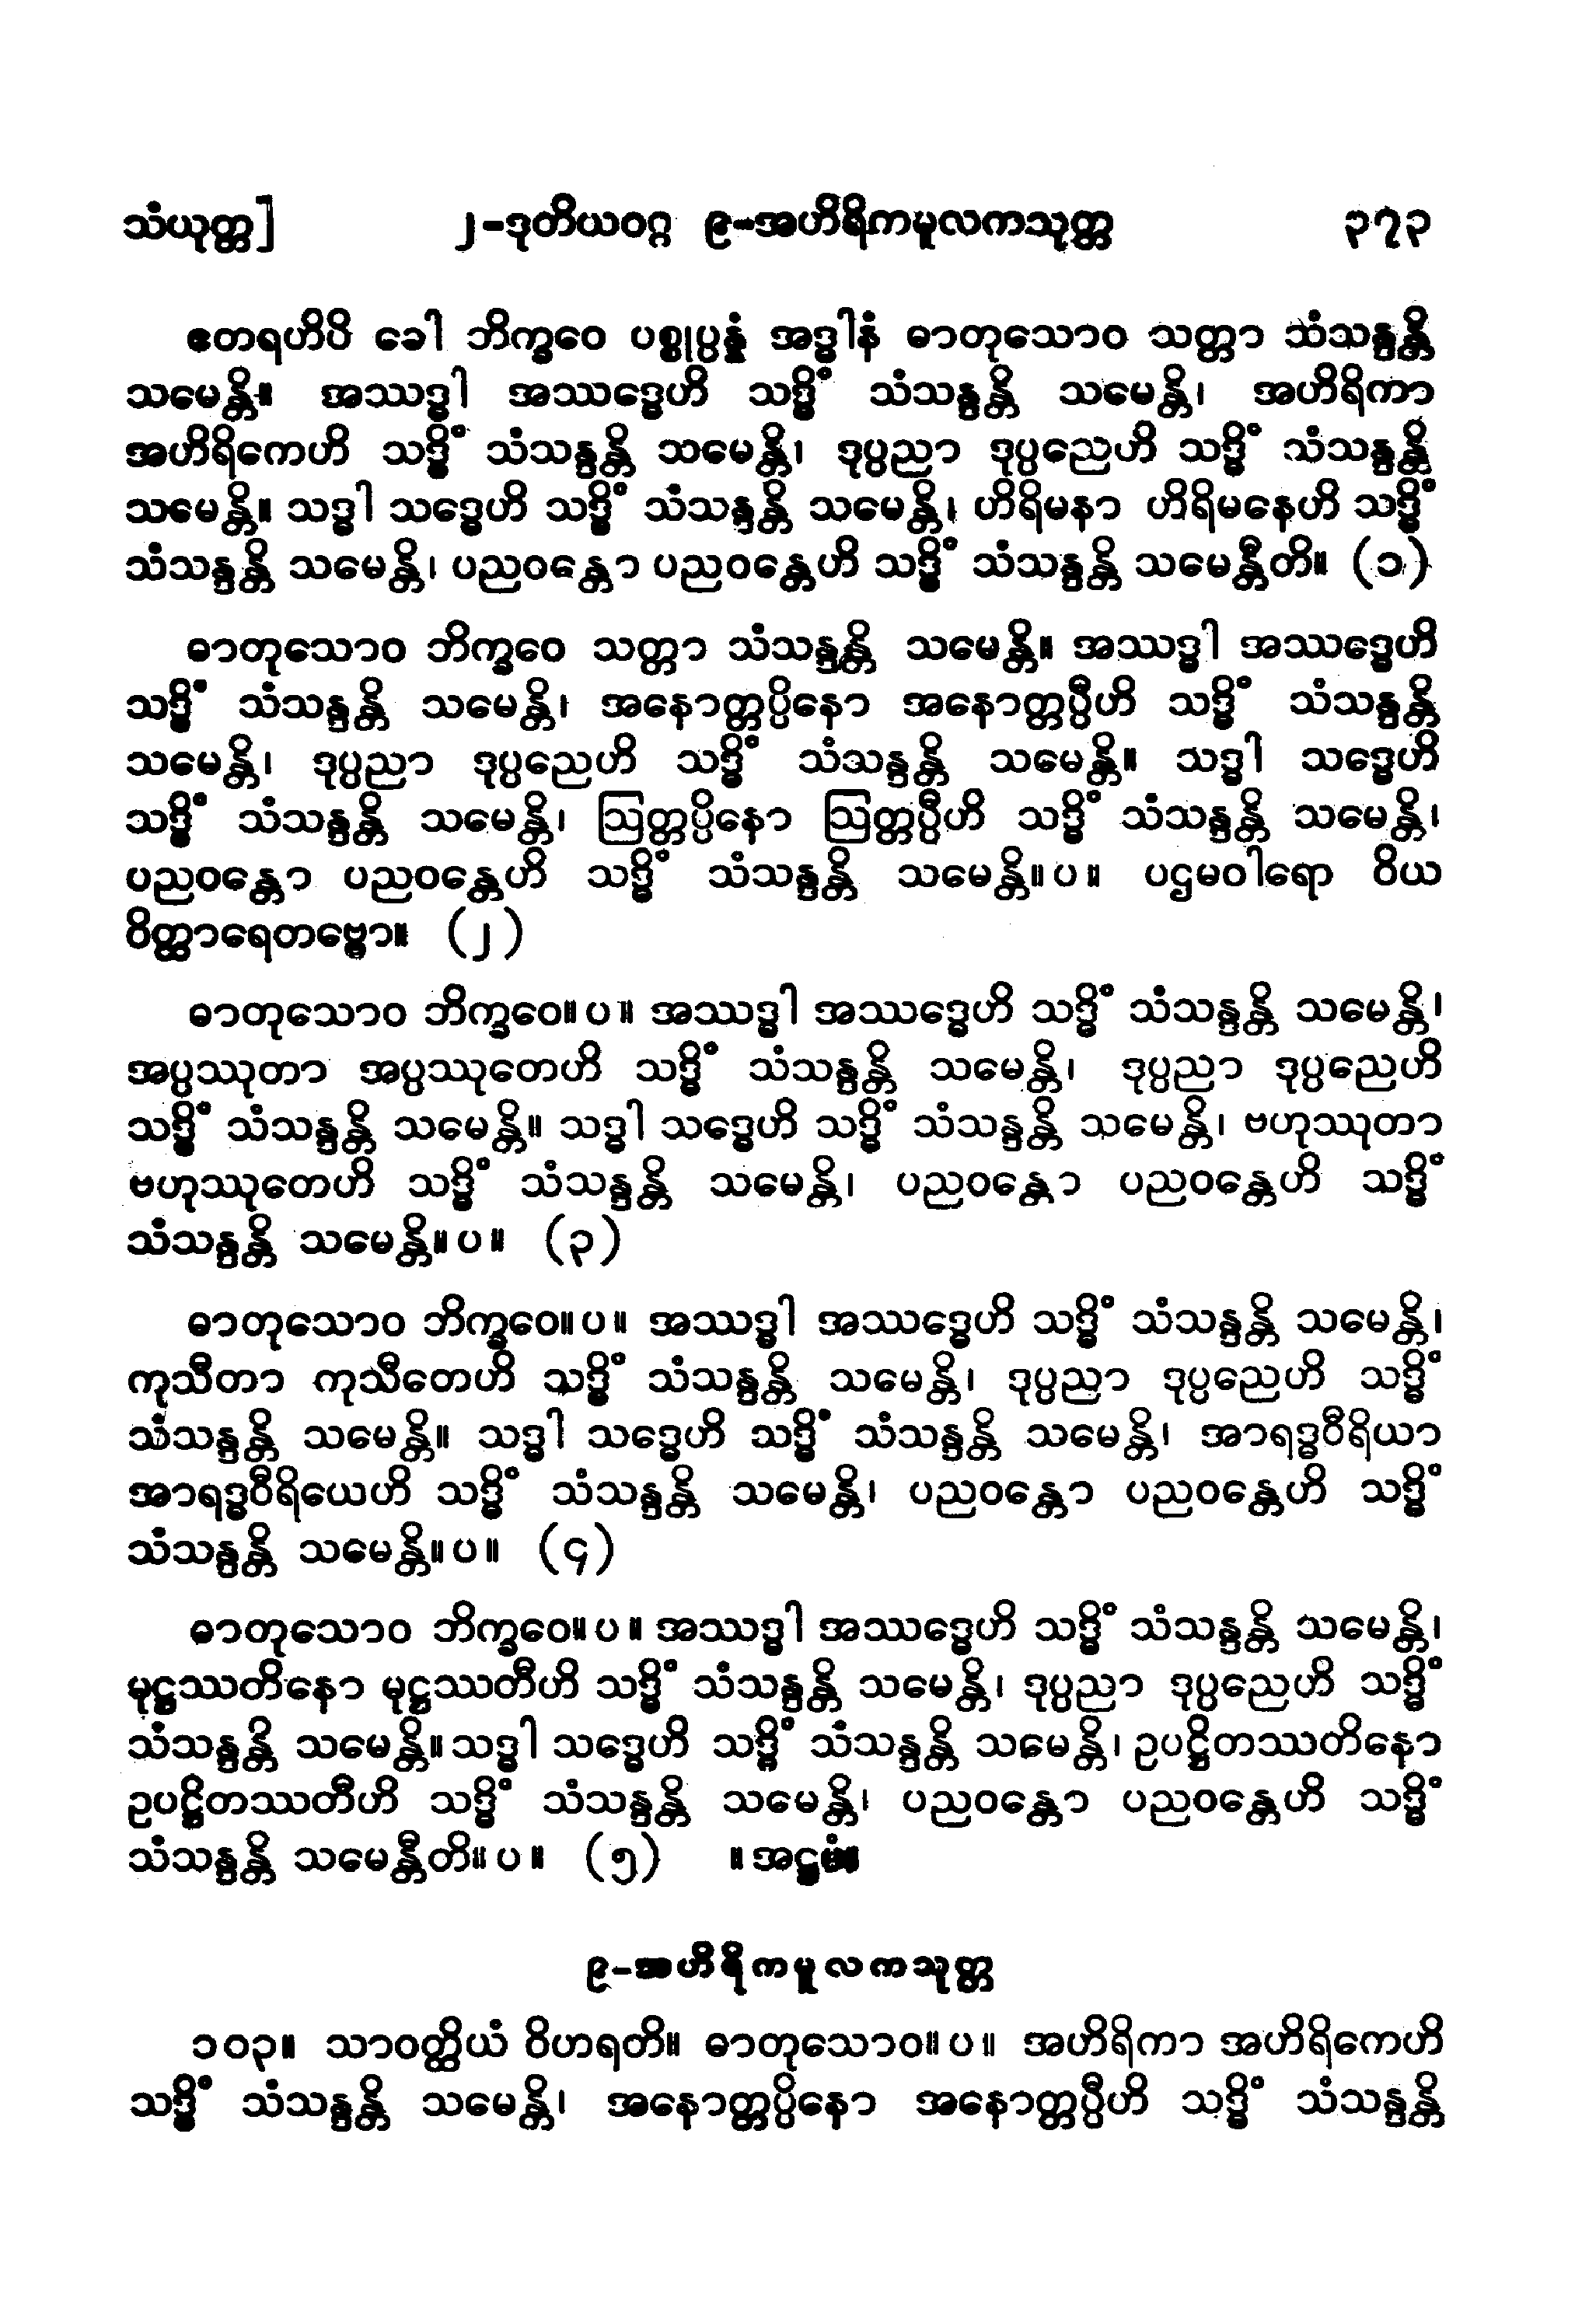 သံယုတ္တ] ၂-ဒုတိယဝဂ္ဂ ၉-အဟိရိကမူလကသုတ္တ ၃၇၃
ဧတရဟိပိ ခေါ ဘိက္ခဝေ ပစ္စုပ္ပန္နံ အဒ္ဓါနံ ဓာတုသောဝ သတ္တာ သံသန္ဒန္တိ
သမေန္တိ။ အဿဒ္ဓါ အဿဒ္ဓေဟိ သဒ္ဓိံ သံသန္ဒန္တိ သမေန္တိ၊ အဟိရိကာ
အဟိရိကေဟိ သဒ္ဓိံ သံသန္ဒန္တိ သမေန္တိ၊ ဒုပ္ပညာ ဒုပ္ပညေဟိ သဒ္ဓိံ သံသန္ဒန္တိ
သမေန္တိ။ သဒ္ဓါ သဒ္ဓေဟိ သဒ္ဓိံ သံသန္ဒန္တိ သမေန္တိ၊ ဟိရိမနာ ဟိရိမနေဟိ သဒ္ဓိံ
သံသန္ဒန္တိ သမေန္တိ၊ ပညဝန္တော ပညဝန္တေဟိ သဒ္ဓိံ သံသန္ဒန္တိ သမေန္တီတိ။ (၁)
ဓာတုသောဝ ဘိက္ခဝေ သတ္တာ သံသန္ဒန္တိ သမေန္တိ။ အဿဒ္ဓါ အဿဒ္ဓေဟိ
သဒ္ဓိံ သံသန္ဒန္တိ သမေန္တိ၊ အနောတ္တပ္ပိနော အနောတ္တပ္ပီဟိ သဒ္ဓိံ သံသန္ဒန္တိ
သမေန္တိ၊ ဒုပ္ပညာ ဒုပ္ပညေဟိ သဒ္ဓိံ သံသန္ဒန္တိ သမေန္တိ။ သဒ္ဓါ သဒ္ဓေဟိ
သဒ္ဓိံ သံသန္ဒန္တိ သမေန္တိ၊ ဩတ္တပ္ပိနော ဩတ္တပ္ပီဟိ သဒ္ဓိံ သံသန္ဒန္တိ သမေန္တိ၊
ပညဝန္တော ပညဝန္တေဟိ သဒ္ဓိံ သံသန္ဒန္တိ သမေန္တိ။ပ။ ပဌမဝါရော ဝိယ
ဝိတ္ထာရေတဗ္ဗော။ (၂)
ဓာတုသောဝ ဘိက္ခဝေ။ပ။ အဿဒ္ဓါ အဿဒ္ဓေဟိ သဒ္ဓိံ သံသန္ဒန္တိ သမေန္တိ၊
အပ္ပဿုတာ အပ္ပဿုတေဟိ သဒ္ဓိံ သံသန္ဒန္တိ သမေန္တိ၊ ဒုပ္ပညာ ဒုပ္ပညေဟိ
သဒ္ဓိံ သံသန္ဒန္တိ သမေန္တိ။ သဒ္ဓါ သဒ္ဓေဟိ သဒ္ဓိံ သံသန္ဒန္တိ သမေန္တိ၊ ဗဟုဿုတာ
ဗဟုဿုတေဟိ သဒ္ဓိံ သံသန္ဒန္တိ သမေန္တိ၊ ပညဝန္တော ပညဝန္တေဟိ သဒ္ဓိံ
သံသန္ဒန္တိ သမေန္တိ။ပ။ (၃)
ဓာတုသောဝ ဘိက္ခဝေ။ပ။ အဿဒ္ဓါ အဿဒ္ဓေဟိ သဒ္ဓိံ သံသန္ဒန္တိ သမေန္တိ၊
ကုသီတာ ကုသီတေဟိ သဒ္ဓိံ သံသန္ဒန္တိ သမေန္တိ၊ ဒုပ္ပညာ ဒုပ္ပညေဟိ သဒ္ဓိံ
သံသန္ဒန္တိ သမေန္တိ။ သဒ္ဓါ သဒ္ဓေဟိ သဒ္ဓိံ သံသန္ဒန္တိ သမေန္တိ၊ အာရဒ္ဓဝီရိယာ
အာရဒ္ဓဝီရိယေဟိ သဒ္ဓိံ သံသန္ဒန္တိ သမေန္တိ၊ ပညဝန္တော ပညဝန္တေဟိ သဒ္ဓိံ
သံသန္ဒန္တိ သမေန္တိ။ပ။ (၄)
ဓာတုသောဝ ဘိက္ခဝေ။ပ။ အဿဒ္ဓါ အဿဒ္ဓေဟိ သဒ္ဓိံ သံသန္ဒန္တိ သမေန္တိ၊
မုဋ္ဌဿတိနော မုဋ္ဌဿတီဟိ သဒ္ဓိံ သံသန္ဒန္တိ သမေန္တိ၊ ဒုပ္ပညာ ဒုပ္ပညေဟိ သဒ္ဓိံ
သံသန္ဒန္တိ သမေန္တိ။သဒ္ဓါ သဒ္ဓေဟိ သဒ္ဓိံ သံသန္ဒန္တိ သမေန္တိ၊ ဥပဋ္ဌိတဿတိနော
ဥပဋ္ဌိတဿတီဟိ သဒ္ဓိံ သံသန္ဒန္တိ သမေန္တိ၊ ပညဝန္တော ပညဝန္တေဟိ သဒ္ဓိံ
သံသန္ဒန္တိ သမေန္တီတိ။ပ။ (၅) ။အဋ္ဌမံ။
၉-အဟိရိကမူလကသုတ္တ
၁၀၃။ သာဝတ္ထိယံ ဝိဟရတိ။ ဓာတုသောဝ။ပ။ အဟိရိကာ အဟိရိကေဟိ
သဒ္ဓိံ သံသန္ဒန္တိ သမေန္တိ၊ အနောတ္တပ္ပိနော အနောတ္တပ္ပီဟိ သဒ္ဓိံ သံသန္ဒန္တိ